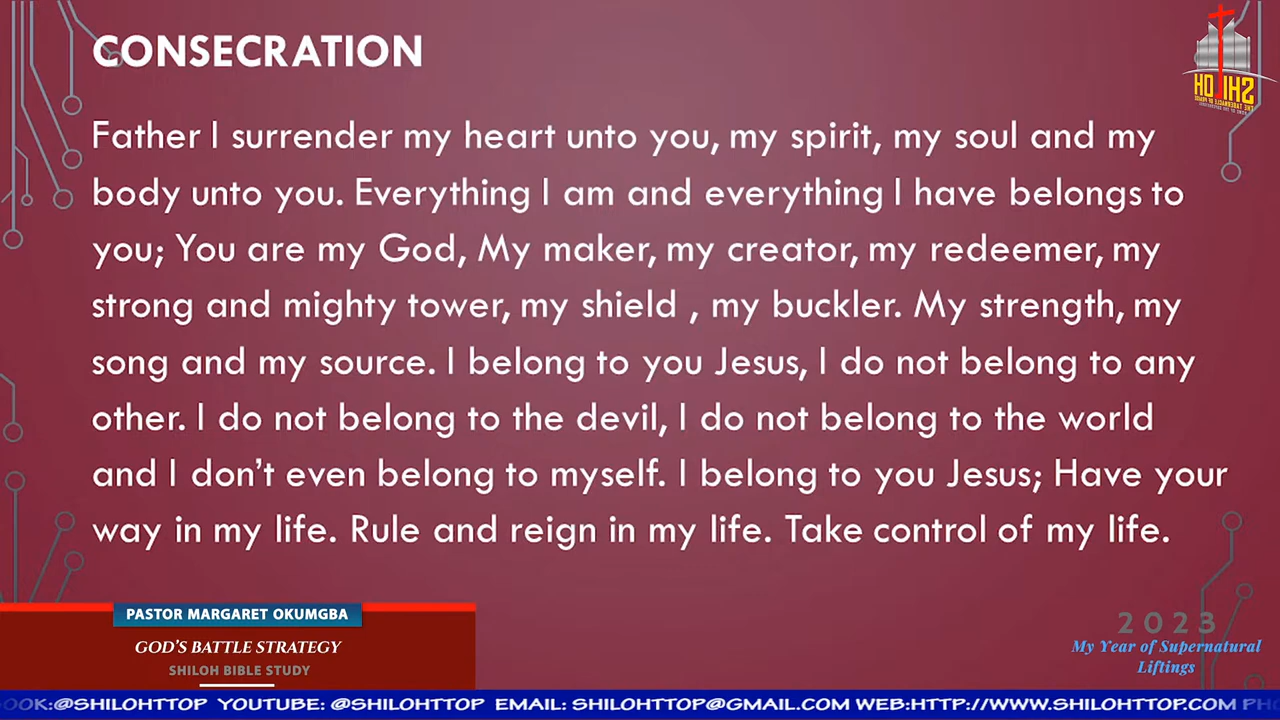 CONSECRATION
Father I surrender my heart unto you, my spirit, my soul and my
body unto you. Everything I am and everything I have belongs to
you; You are my God, My maker, my creator, my redeemer, my
strong and mighty tower, my shield , my buckler. My strength, my
song and my source. I belong to you Jesus, I do not belong to any
other. I do not belong to the devil, I do not belong to the world
and I don't even belong to myself. I belong to you Jesus; Have your
way in my life. Rule and reign in my life. Take control of my life.
PASTOR MARGARET OKUMGBA
GOD'S BATTLE STRATEGY
SHILOH BIBLE STUDY
2023
My Year of Supernatural
Liftings
OOK:@SHILOHTTOP YOUTUBE: @SHILOHTTOP EMAIL: SHILOHTTOP@GMAIL.COM WEB:HTTP://WWW.SHILOHTTOP.COM PH
SHILOH